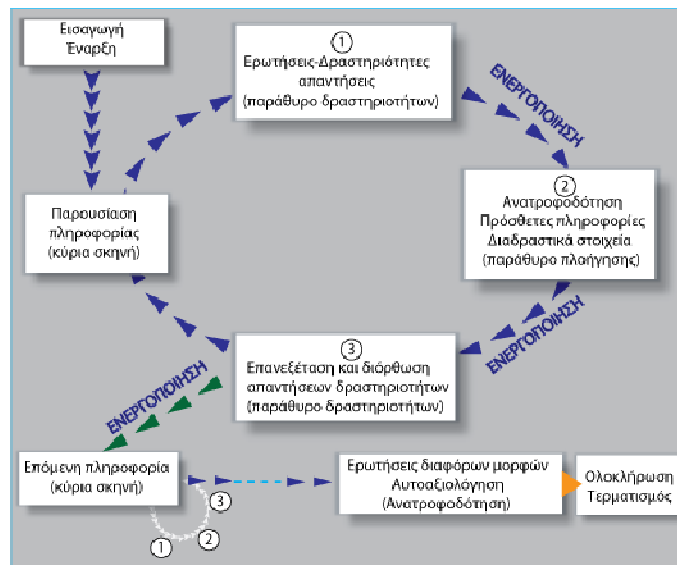 Εισαγωγή
Έναρξη
1
Ερωτήσεις-Δραστηριότητες
απαντήσεις
(παράθυρο δραστηριοτήτων)
ΕΝΕΡΓΟΠΟΙΗΣΗ
2
Ανατροφοδότηση
Πρόσθετες πληροφορίες
Διαδραστικά στοιχεία
(παράθυρο πλοήγησης)
Παρουσίαση
πληροφορίας
(κύρια σκηνή)
ΕΝΕΡΓΟΠΟΙΗΣΗ
3
Επανεξέταση και διόρθωση
απαντήσεων δραστηριοτήτων
(παράθυρο δραστηριοτήτων)
ΕΝΕΡΓΟΠΟΙΗΣΗ
Επόμενη πληροφορία
(κύρια σκηνή)
1
2
3
Ερωτήσεις διαφόρων μορφών
Αυτοαξιολόγηση
(Ανατροφοδότηση)
Ολοκλήρωση
Τερματισμός